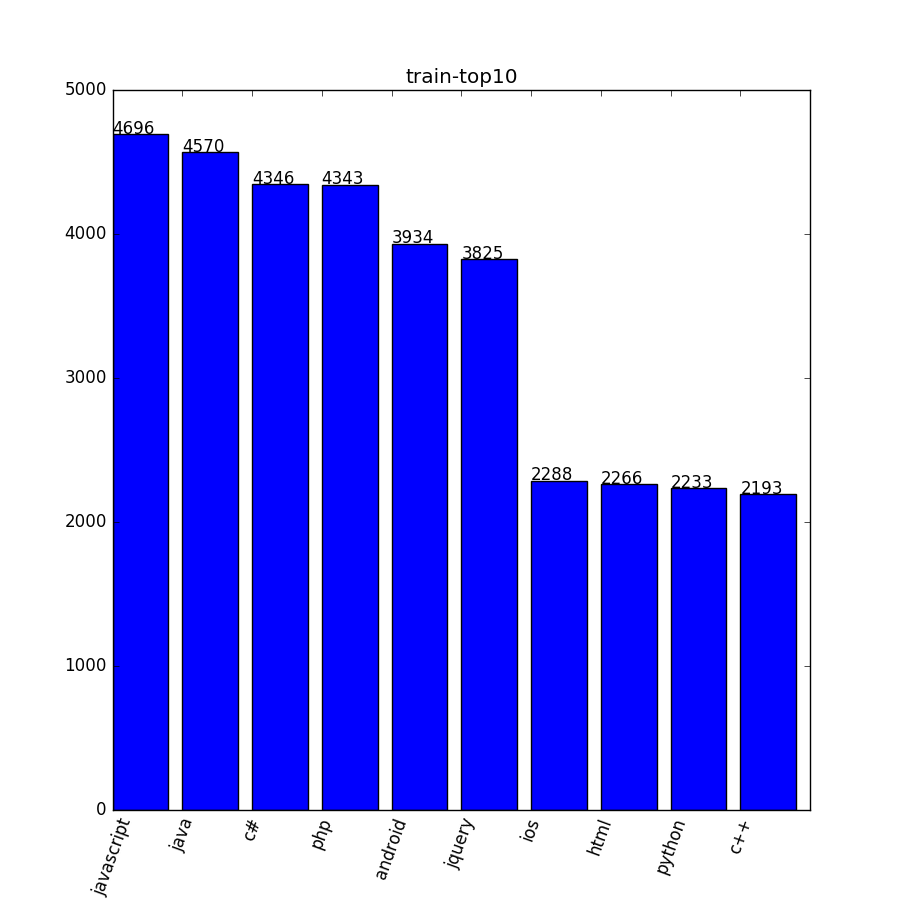 train-top10
5000
4000
3000
2000
1000
0
4696
4570
4346
4343
3934
3825
2288
2266
2233
2193
javascript
java
c#
php
android
jquery
ios
html
python
c++